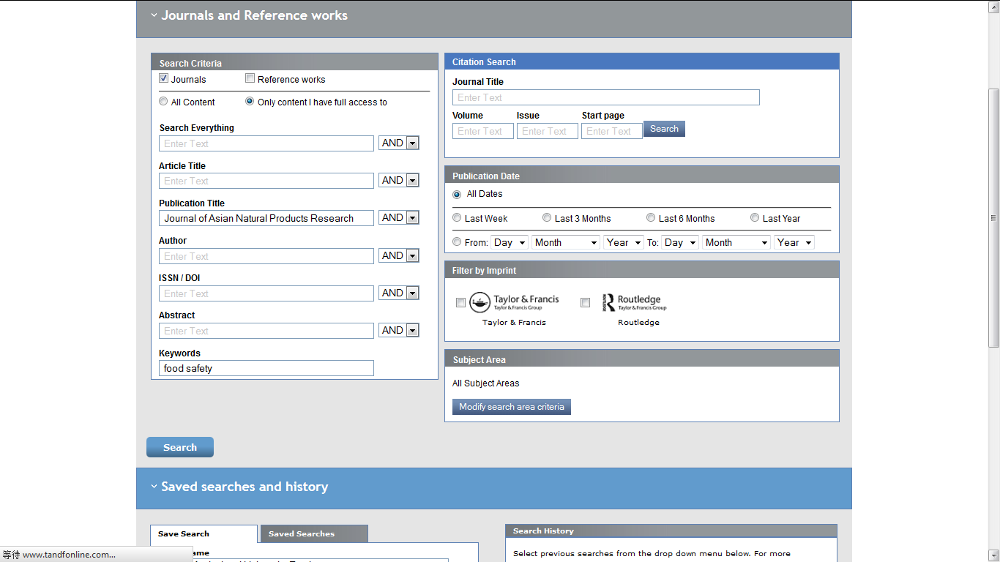 Journals and Reference works
Search Criteria
Journals Reference works
All Content Only content I have full access to
Search Everything
Enter Text AND
Article Title
Enter Text AND
Publication Title
Journal of Asian Natural Products Research AND
Author
Enter Text AND
ISSN / DOI
Enter Text AND
Abstract
Enter Text AND
Keywords
food safety
Citation Search
Journal Title
Enter Text
Volume Issue Start page
Enter Text Enter Text Enter Text Search
Publication Date
All Dates
Last Week Last 3 Months Last 6 Months Last Year
From: Day Month Year To: Day Month Year
Filter by Imprint
Taylor & Francis
Taylor & Francis Group
Taylor & Francis
ROUTLEDGE
Routledge
Taylor & Francis Group
Routledge
Subject Area
All Subject Areas
Modify search area criteria
Search
Saved searches and history
Save Search Saved Searches
ame
Search History
Select previous searches from the drop down menu below. For more
等待 www.tandfonline.com...